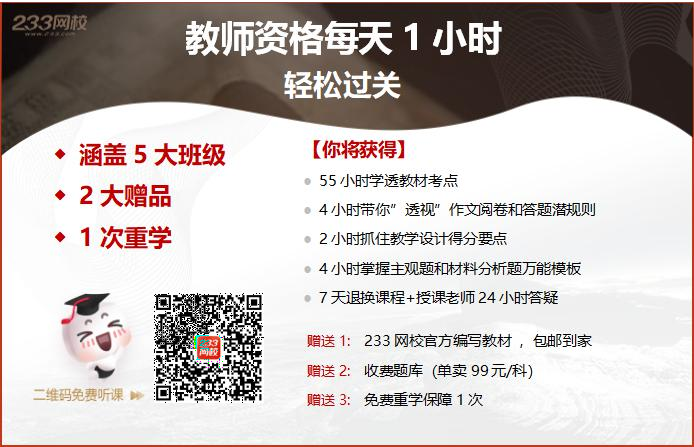 233网校
www.233.com
教师资格每天 1 小时
轻松过关
涵盖 5 大班级
2 大赠品
1 次重学
【你将获得】
55 小时学透教材考点
4 小时带你”透视”作文阅卷和答题潜规则
2 小时抓住教学设计得分要点
4 小时掌握主观题和材料分析题万能模板
7 天退换课程+授课老师 24 小时答疑
233
网校
二维码免费听课
赠送 1： 233 网校官方编写教材 ，包邮到家
赠送 2: 收费题库（单卖 99 元/科）
赠送 3： 免费重学保障 1 次